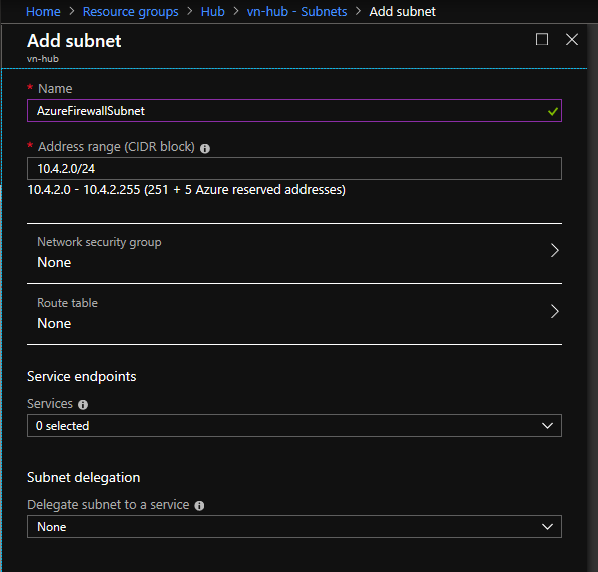 Home > Resource groups > Hub > vn-hub - Subnets > Add subnet
Add subnet
vn-hub
* Name
AzureFirewallSubnet
* Address range (CIDR block)
10.4.2.0/24
10.4.2.0 - 10.4.2.255 (251 + 5 Azure reserved addresses)
Network security group
None
Route table
None
Service endpoints
Services
0 selected
Subnet delegation
Delegate subnet to a service
None